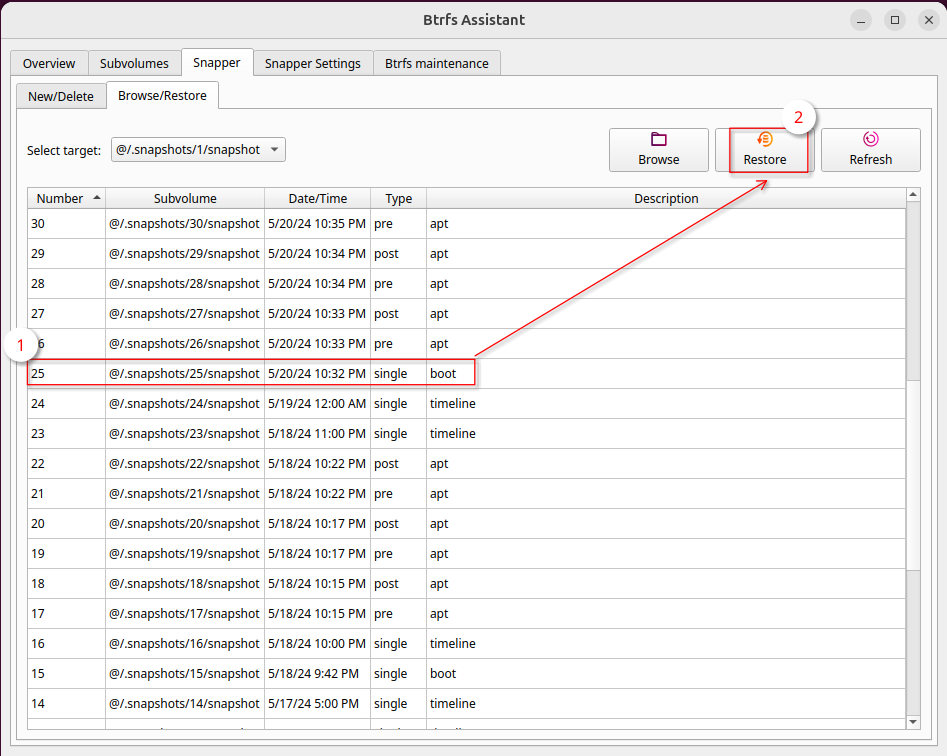 Btrfs Assistant
Overview Subvolumes Snapper Snapper Settings Btrfs maintenance
New/Delete Browse/Restore
2
Select target: @/.snapshots/1/snapshot Browse Restore Refresh
Number Subvolume Date/Time Type Description
30 @/.snapshots/30/snapshot 5/20/24 10:35 PM pre apt
29 @/.snapshots/29/snapshot 5/20/24 10:34 PM post apt
28 @/.snapshots/28/snapshot 5/20/24 10:34 PM pre apt
27 @/.snapshots/27/snapshot 5/20/24 10:33 PM post apt
1 6 @/.snapshots/26/snapshot 5/20/24 10:33 PM pre apt
25 @/.snapshots/25/snapshot 5/20/24 10:32 PM single boot
24 @/.snapshots/24/snapshot 5/19/24 12:00 AM single timeline
23 @/.snapshots/23/snapshot 5/18/24 11:00 PM single timeline
22 @/.snapshots/22/snapshot 5/18/24 10:22 PM post apt
21 @/.snapshots/21/snapshot 5/18/24 10:22 PM pre apt
20 @/.snapshots/20/snapshot 5/18/24 10:17 PM post apt
19 @/.snapshots/19/snapshot 5/18/24 10:17 PM pre apt
18 @/.snapshots/18/snapshot 5/18/24 10:15 PM post apt
17 @/.snapshots/17/snapshot 5/18/24 10:15 PM pre apt
16 @/.snapshots/16/snapshot 5/18/24 10:00 PM single timeline
15 @/.snapshots/15/snapshot 5/18/24 9:42 PM single boot
14 @/.snapshots/14/snapshot 5/17/24 5:00 PM single timeline